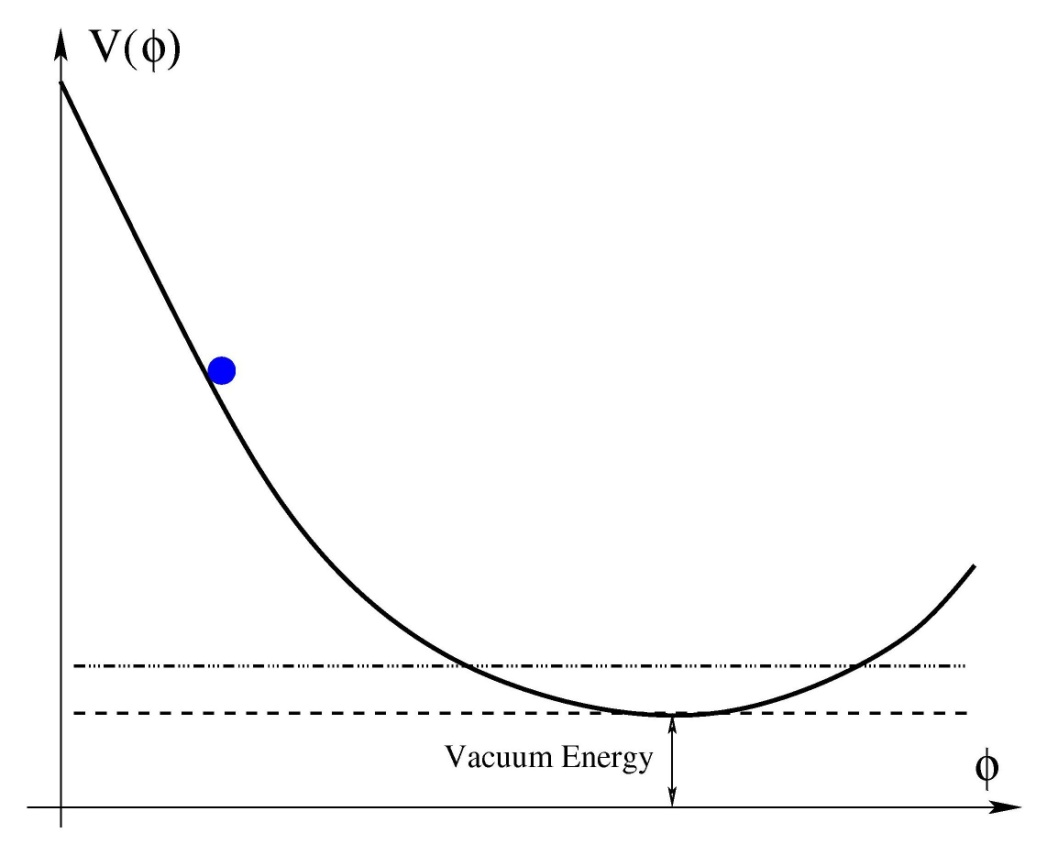 V(ϕ)
Vacuum Energy
ϕ